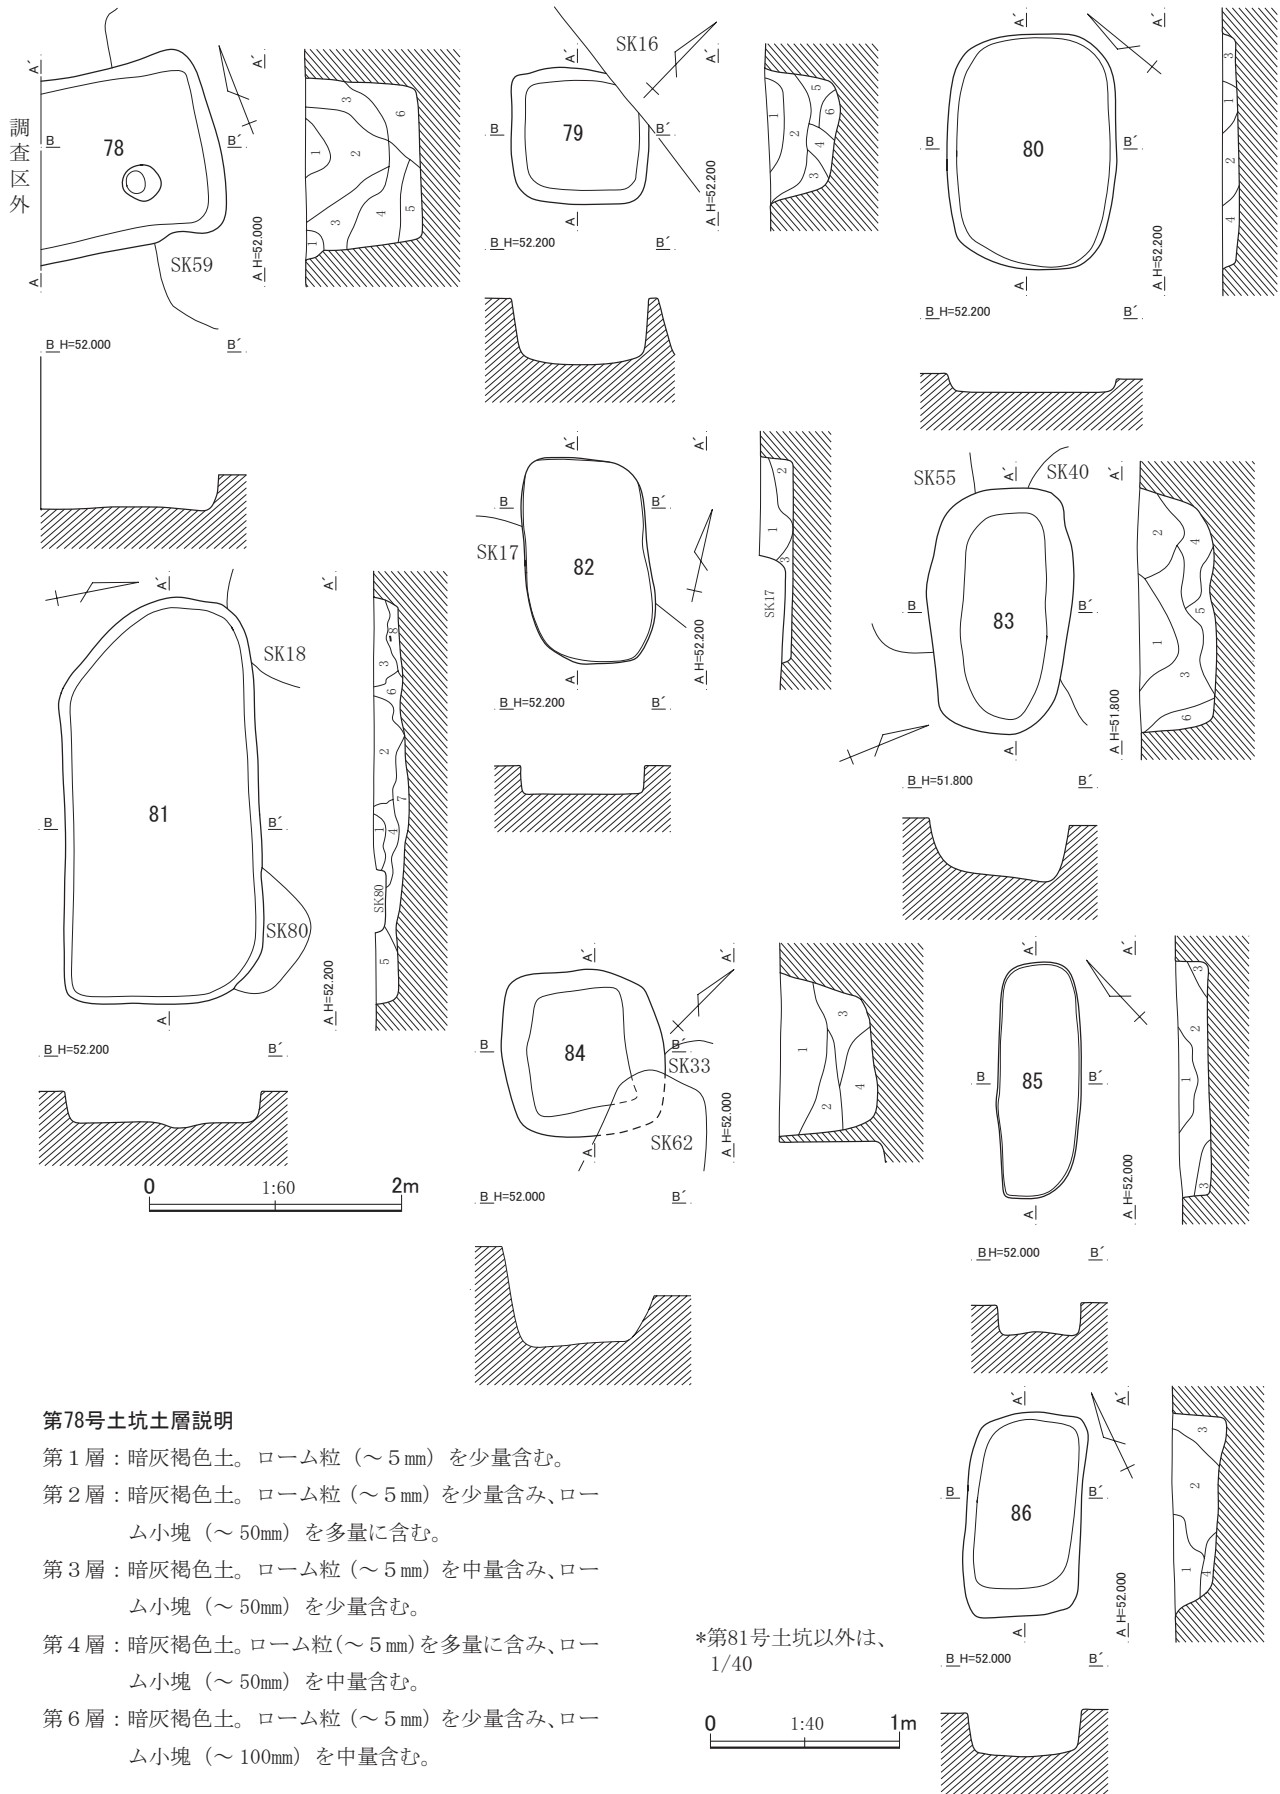 調査区外
78
SK59
A
A´
B
B´
A
A´
A H=52.000
1
2
3
3
4
5
6
1
B H=52.000
B´
79
SK16
A
A´
B
B´
A´
A H=52.200
1
2
3
4
5
6
B H=52.200
B´
80
A
A´
B
B´
A´
A H=52.200
3
1
2
4
B H=52.200
B´
82
SK17
A
A´
B
B´
A´
A H=52.200
2
1
3
SK17
B H=52.200
B´
83
SK55
SK40
A
A´
B
B´
A´
A H=51.800
2
4
5
1
3
6
B H=51.800
B´
81
SK18
SK80
A
A´
B
B´
A´
A H=52.200
8
3
6
2
7
1
4
SK80
5
B H=52.200
B´
0 1:60 2m
84
SK33
SK62
A
A´
B
B´
A´
A H=52.000
1
3
2
4
B H=52.000
B´
85
A
A´
B
B´
A´
A H=52.000
3
2
1
3
B H=52.000
B´
86
A
A´
B
B´
A´
A H=52.000
3
2
1
4
B H=52.000
B´
第78号土坑土層説明
第1層：暗灰褐色土。ローム粒（～5㎜）を少量含む。
第2層：暗灰褐色土。ローム粒（～5㎜）を少量含み、ロー
ム小塊（～50㎜）を多量に含む。
第3層：暗灰褐色土。ローム粒（～5㎜）を中量含み、ロー
ム小塊（～50㎜）を少量含む。
第4層：暗灰褐色土。ローム粒（～5㎜）を多量に含み、ロー
ム小塊（～50㎜）を中量含む。
第6層：暗灰褐色土。ローム粒（～5㎜）を少量含み、ロー
ム小塊（～100㎜）を中量含む。
*第81号土坑以外は、
1/40
0 1:40 1m